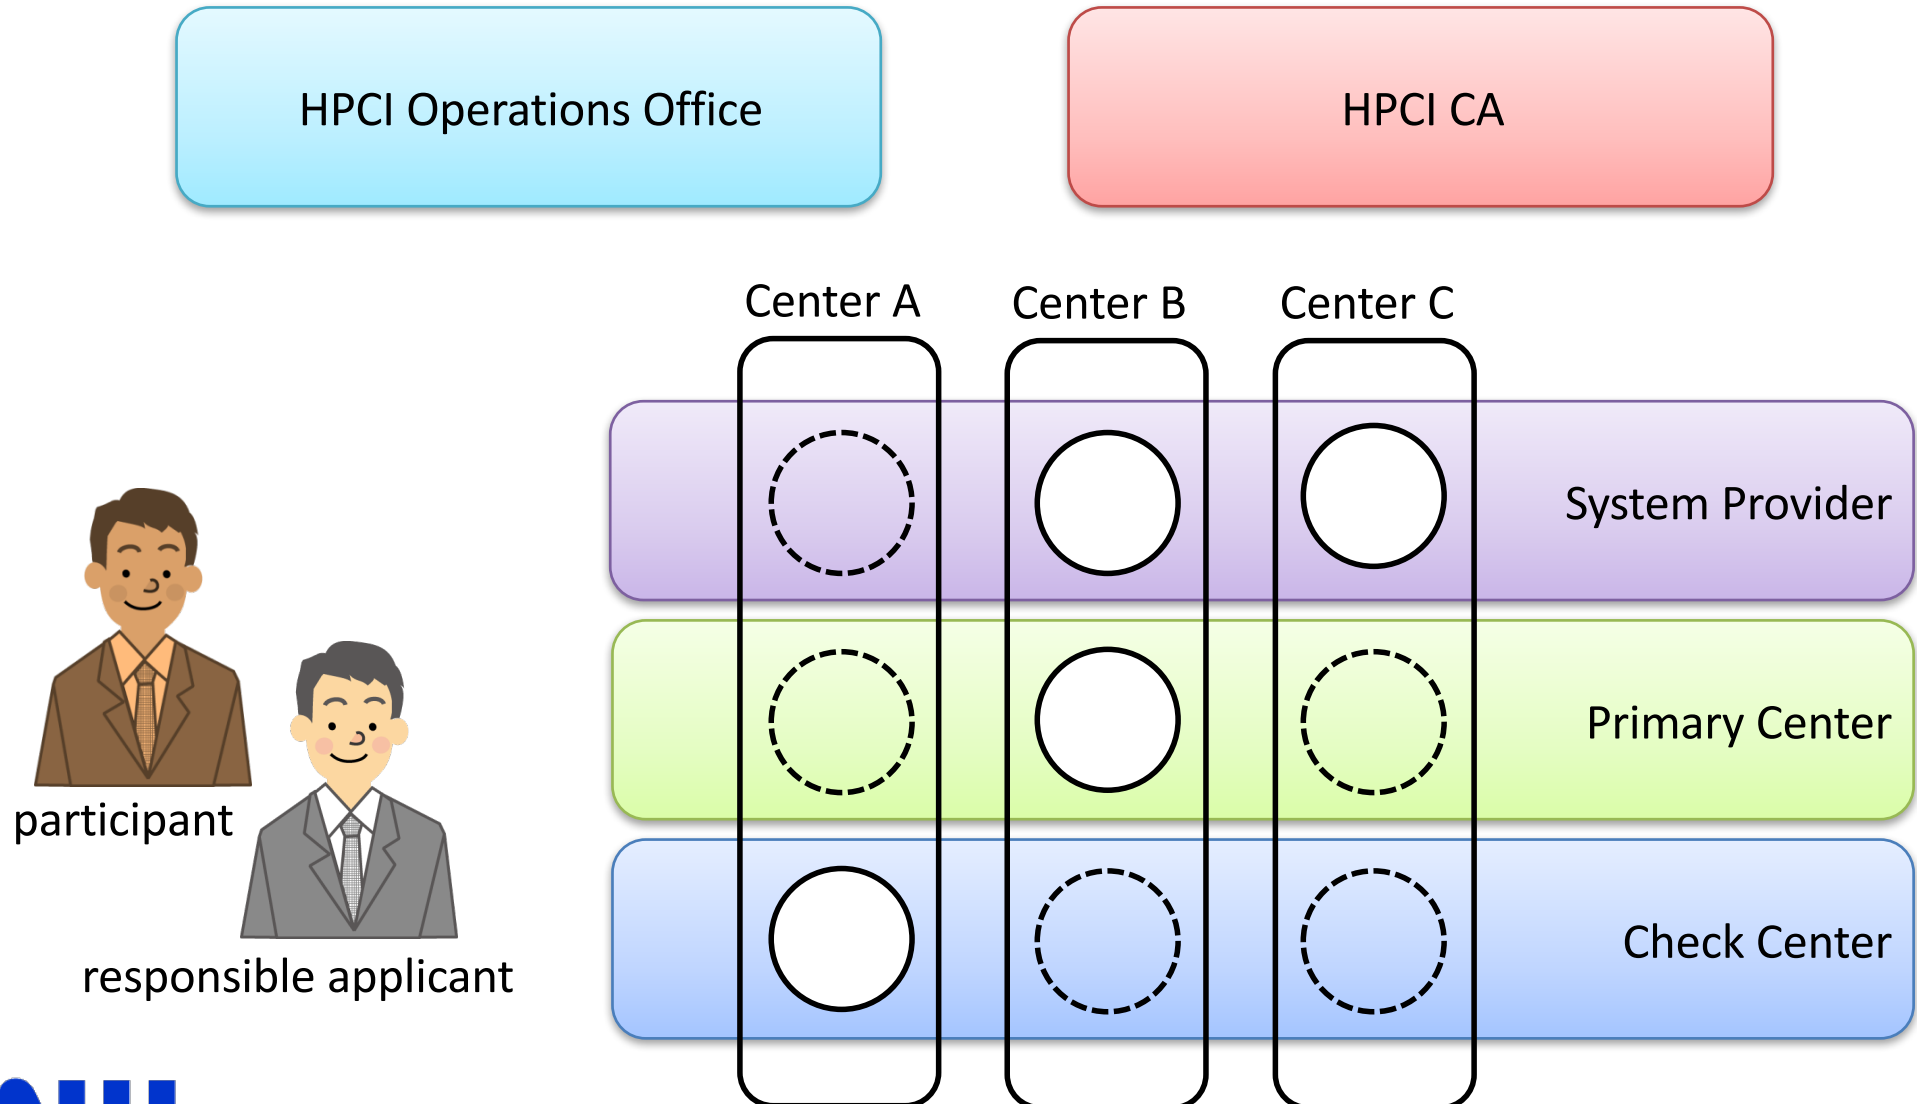 HPCI Operations Office
HPCI CA
Center A
Center B
Center C
System Provider
Primary Center
Check Center
participant
responsible applicant